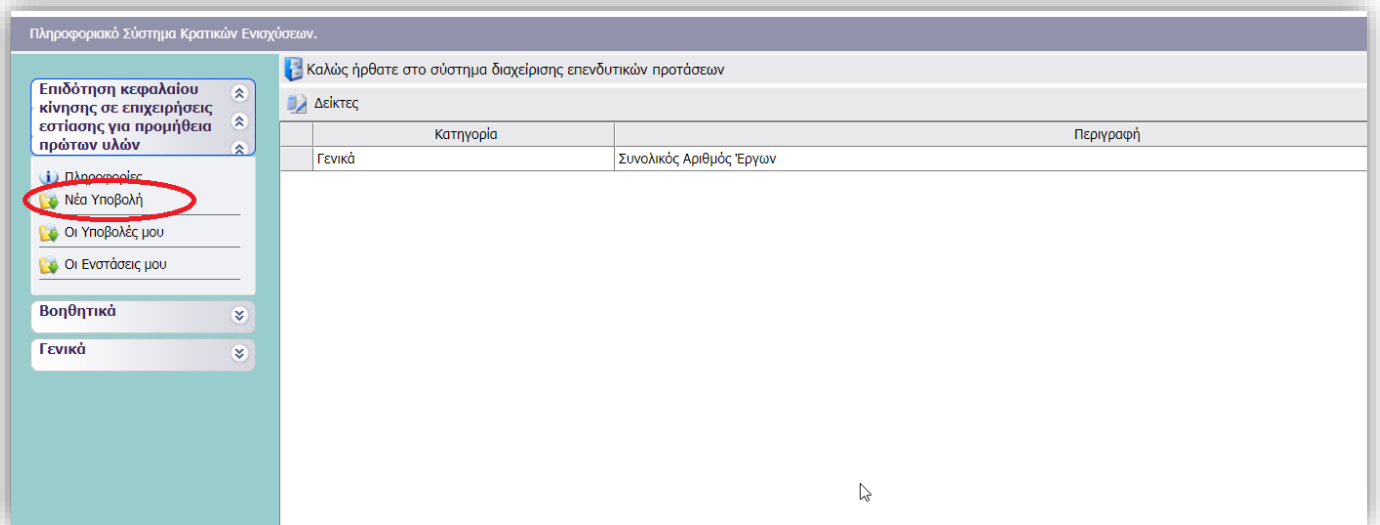 Πληροφοριακό Σύστημα Κρατικών Ενισχύσεων.
Καλώς ήρθατε στο σύστημα διαχείρισης επενδυτικών προτάσεων
Επιδότηση κεφαλαίου
κίνησης σε επιχειρήσεις
εστίασης για προμήθεια
πρώτων υλών
Πληροφορίες
Νέα Υποβολή
Οι Υποβολές μου
Οι Ενστάσεις μου
Βοηθητικά
Γενικά
Δείκτες
Κατηγορία Περιγραφή
Γενικά Συνολικός Αριθμός Έργων